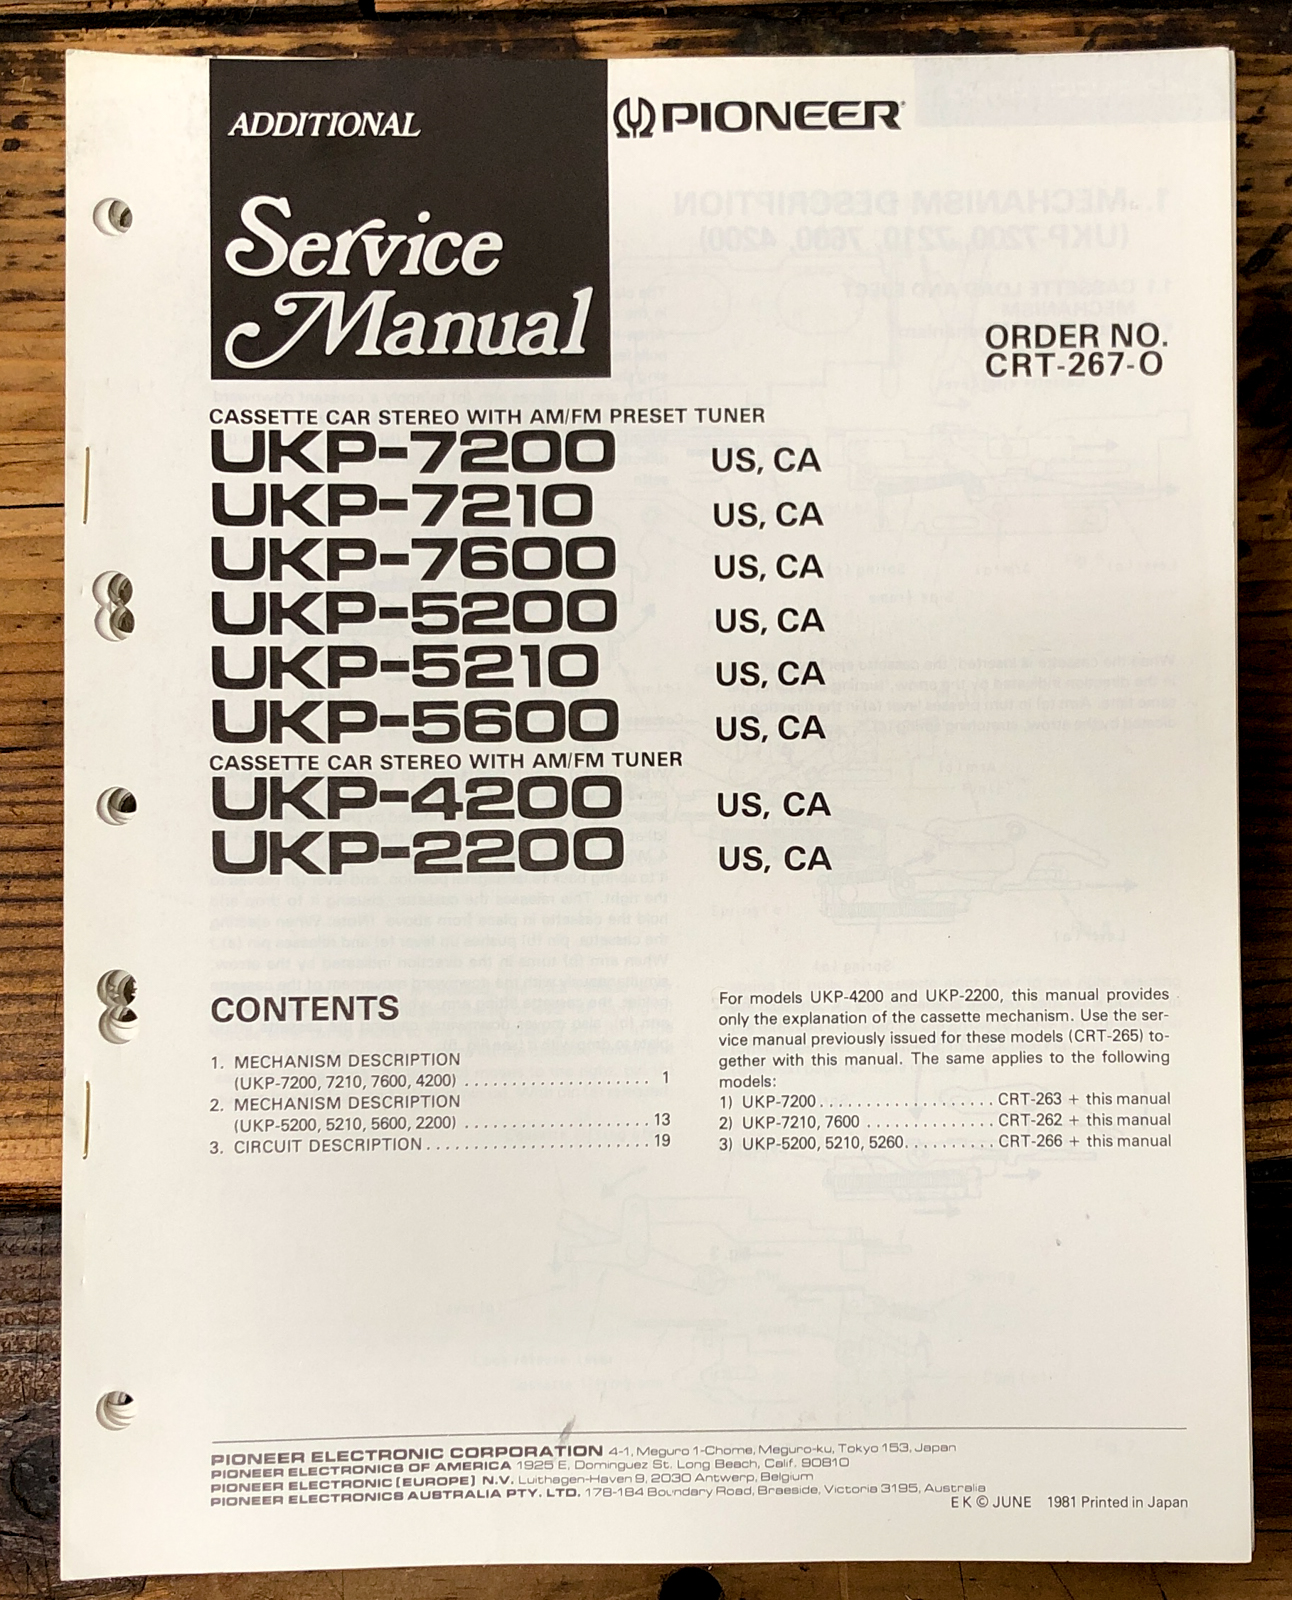 ADDITIONAL
Service
Manual
PIONEER
ORDER NO.
CRT-267-O
CASSETTE CAR STEREO WITH AM/FM PRESET TUNER
UKP-7200 US, CA
UKP-7210 US, CA
UKP-7600 US, CA
UKP-5200 US, CA
UKP-5210 US, CA
UKP-5600 US, CA
CASSETTE CAR STEREO WITH AM/FM TUNER
UKP-4200 US, CA
UKP-2200 US, CA
CONTENTS
1. MECHANISM DESCRIPTION
(UKP-7200, 7210, 7600, 4200) .................... 1
2. MECHANISM DESCRIPTION
(UKP-5200, 5210, 5600, 2200) .................... 13
3. CIRCUIT DESCRIPTION ........................ 19
For models UKP-4200 and UKP-2200, this manual provides
only the explanation of the cassette mechanism. Use the ser-
vice manual previously issued for these models (CRT-265) to-
gether with this manual. The same applies to the following
models:
1) UKP-7200 .................... CRT-263 + this manual
2) UKP-7210, 7600 .............. CRT-262 + this manual
3) UKP-5200, 5210, 5260 .......... CRT-266 + this manual
PIONEER ELECTRONIC CORPORATION 4-1, Meguro 1-Chome, Meguro-ku, Tokyo 153, Japan
PIONEER ELECTRONICS OF AMERICA 1925 E, Dominguez St. Long Beach, Calif. 90810
PIONEER ELECTRONIC [EUROPE] N.V. Luithagen-Haven 9, 2030 Antwerp, Belgium
PIONEER ELECTRONICS AUSTRALIA PTY. LTD. 178-184 Boundary Road, Braeside, Victoria 3195, Australia
EK © JUNE 1981 Printed in Japan